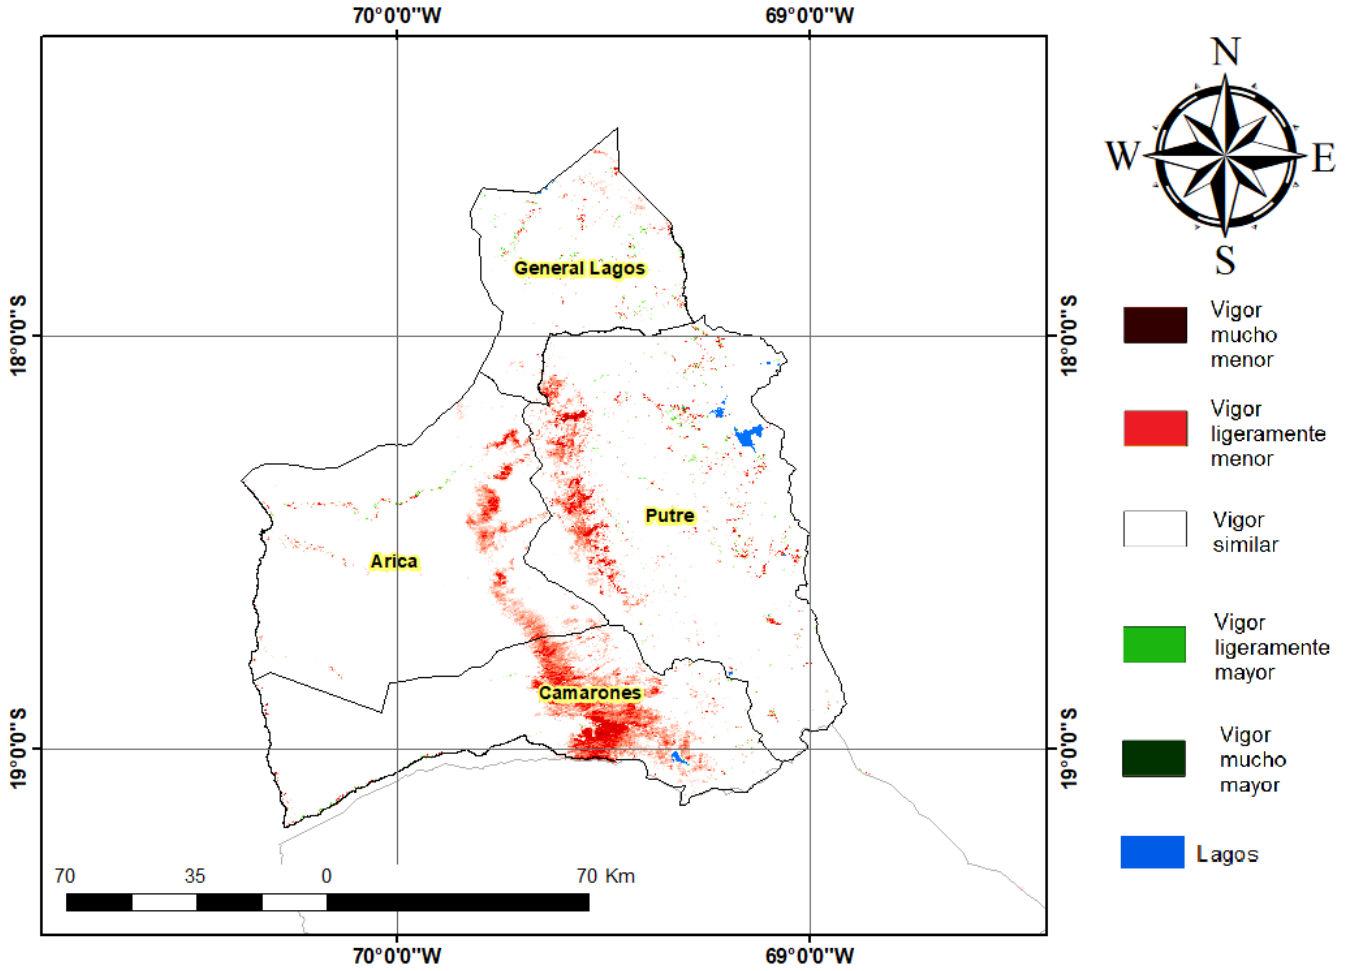 70°0'0"W
69°0'0"W
N
W
E
S
General Lagos
18°0'0"S
18°0'0"S
Vigor
mucho
menor
Vigor
ligeramente
menor
Putre
Vigor
similar
Arica
Vigor
ligeramente
mayor
Camarones
19°0'0"S
19°0'0"S
Vigor
mucho
mayor
Lagos
70 35 0 70 Km
70°0'0"W
69°0'0"W